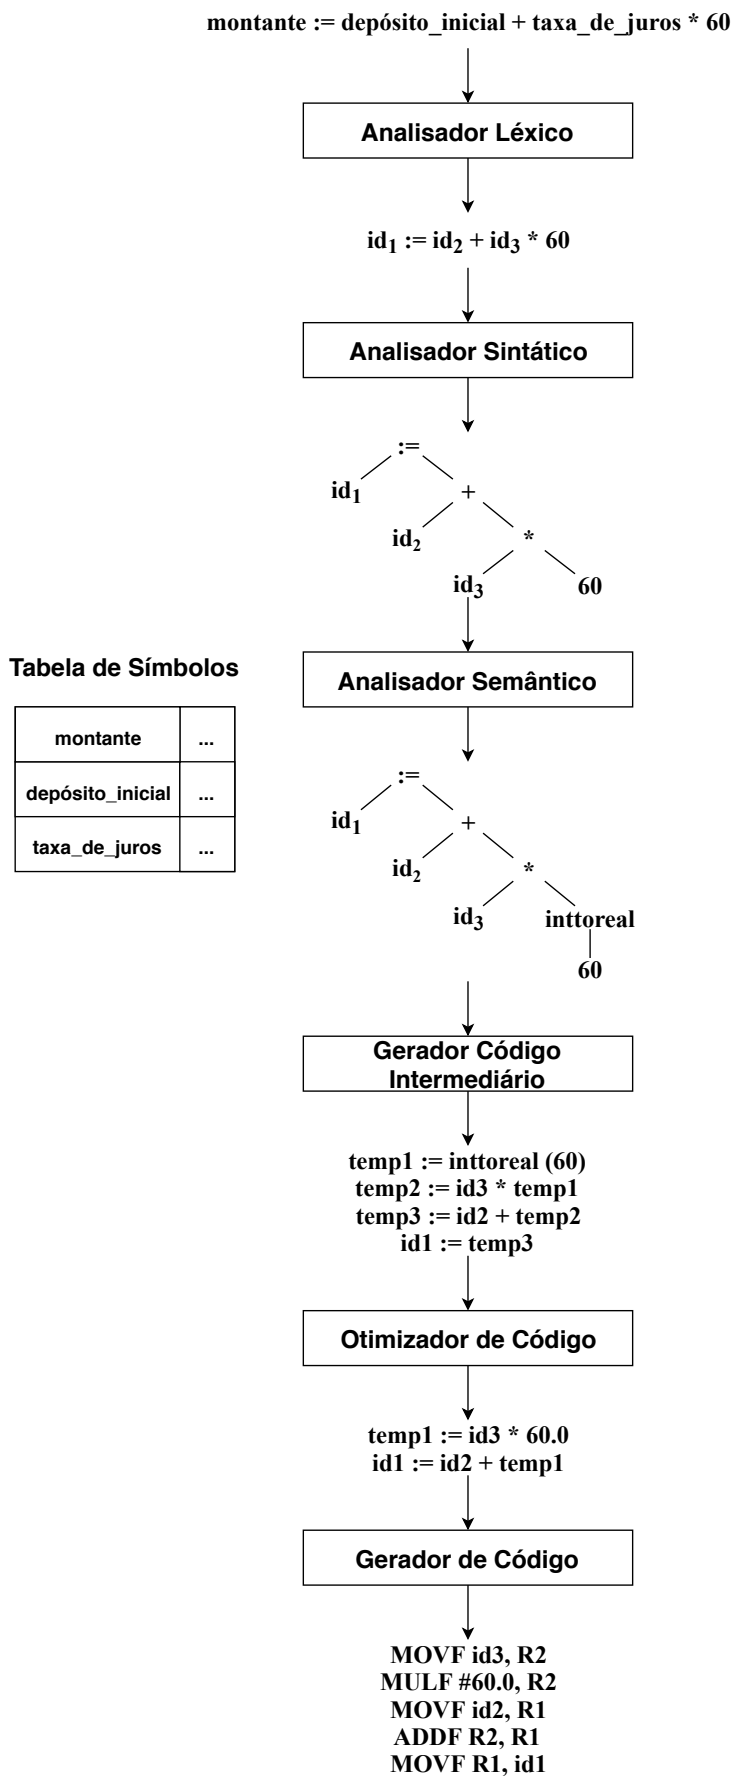 montante := depósito_inicial + taxa_de_juros * 60
Analisador Léxico
id1 := id2 + id3 * 60
Analisador Sintático
:=
id1
+
id2
*
id3
60
Tabela de Símbolos
montante ...
depósito_inicial ...
taxa_de_juros ...
Analisador Semântico
:=
id1
+
id2
*
id3
inttoreal
60
Gerador Código
Intermediário
temp1 := inttoreal (60)
temp2 := id3 * temp1
temp3 := id2 + temp2
id1 := temp3
Otimizador de Código
temp1 := id3 * 60.0
id1 := id2 + temp1
Gerador de Código
MOVF id3, R2
MULF #60.0, R2
MOVF id2, R1
ADDF R2, R1
MOVF R1, id1